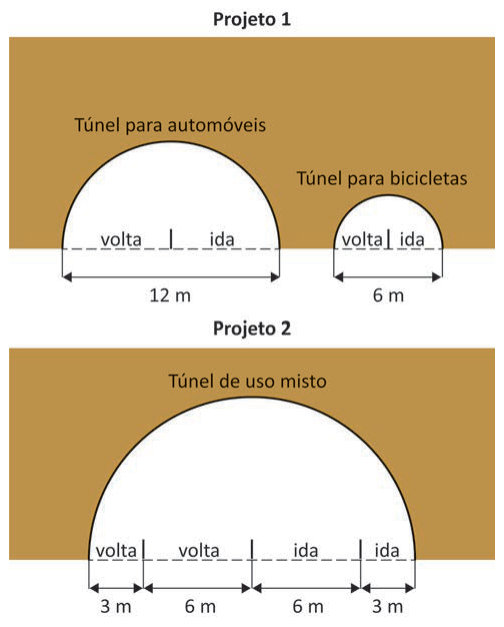 Projeto 1
Túnel para automóveis
Túnel para bicicletas
volta ida
volta ida
12 m
6 m
Projeto 2
Túnel de uso misto
volta volta ida ida
3 m 6 m 6 m 3 m